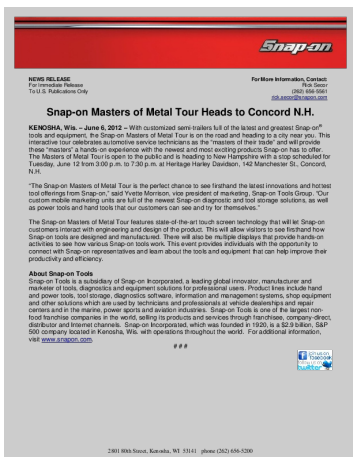 Snap-on
NEWS RELEASE
For Immediate Release
To U.S. Publications Only
For More Information, Contact:
Rick Secor
(262) 656-5561
rick.secor@snapon.com
Snap-on Masters of Metal Tour Heads to Concord N.H.
KENOSHA, Wis. – June 6, 2012 – With customized semi-trailers full of the latest and greatest Snap-on®
tools and equipment, the Snap-on Masters of Metal Tour is on the road and heading to a city near you. This
interactive tour celebrates automotive service technicians as the “masters of their trade” and will provide
these “masters” a hands-on experience with the newest and most exciting products Snap-on has to offer.
The Masters of Metal Tour is open to the public and is heading to New Hampshire with a stop scheduled for
Tuesday, June 12 from 3:00 p.m. to 7:30 p.m. at Heritage Harley Davidson, 142 Manchester St., Concord,
N.H.
“The Snap-on Masters of Metal Tour is the perfect chance to see firsthand the latest innovations and hottest
tool offerings from Snap-on,” said Yvette Morrison, vice president of marketing, Snap-on Tools Group. “Our
custom mobile marketing units are full of the newest Snap-on diagnostic and tool storage solutions, as well
as power tools and hand tools that our customers can see and try for themselves.”
The Snap-on Masters of Metal Tour features state-of-the-art touch screen technology that will let Snap-on
customers interact with engineering and design of the product. This will allow visitors to see firsthand how
Snap-on tools are designed and manufactured. There will also be multiple displays that provide hands-on
activities to see how various Snap-on tools work. This event provides individuals with the opportunity to
connect with Snap-on representatives and learn about the tools and equipment that can help improve their
productivity and efficiency.
About Snap-on Tools
Snap-on Tools is a subsidiary of Snap-on Incorporated, a leading global innovator, manufacturer and
marketer of tools, diagnostics and equipment solutions for professional users. Product lines include hand
and power tools, tool storage, diagnostics software, information and management systems, shop equipment
and other solutions which are used by technicians and professionals at vehicle dealerships and repair
centers and in the marine, power sports and aviation industries. Snap-on Tools is one of the largest non-
food franchise companies in the world, selling its products and services through franchisee, company-direct,
distributor and Internet channels. Snap-on Incorporated, which was founded in 1920, is a $2.9 billion, S&P
500 company located in Kenosha, Wis. with operations throughout the world. For additional information,
visit www.snapon.com.
# # #
join us on
facebook
twitter
2801 80th Street, Kenosha, WI 53141 phone (262) 656-5200